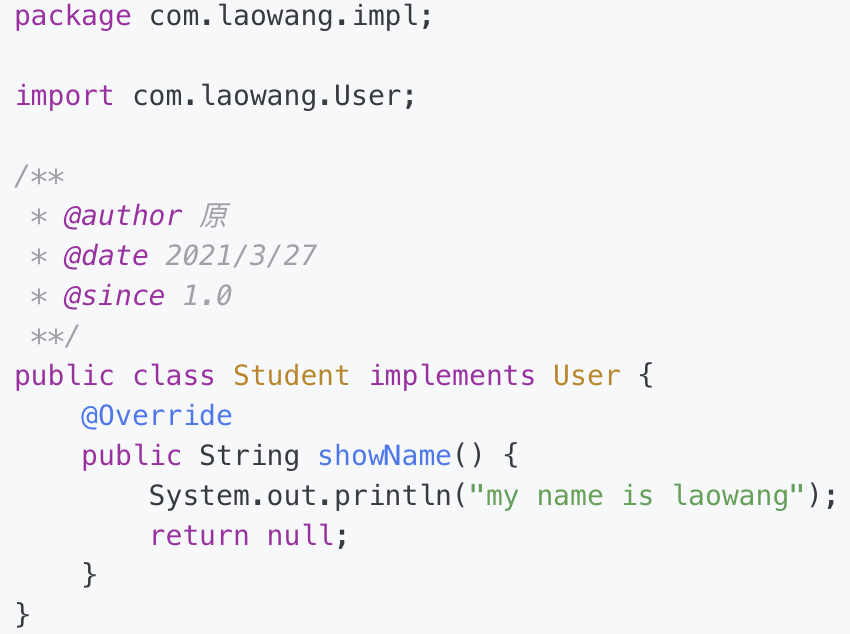 package com.laowang.impl;
import com.laowang.User;
/**
 * @author 原
 * @date 2021/3/27
 * @since 1.0
 **/
public class Student implements User {
    @Override
    public String showName() {
        System.out.println("my name is laowang");
        return null;
    }
}